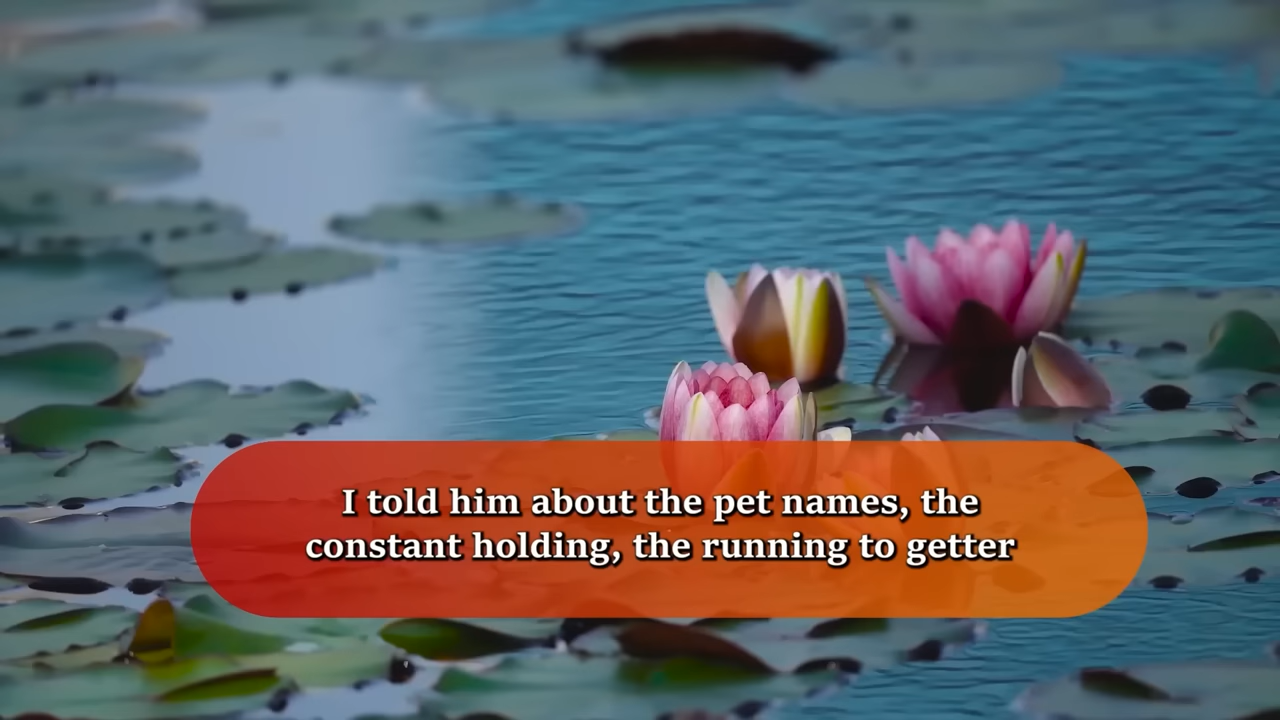 I told him about the pet names, the
constant holding, the running to getter